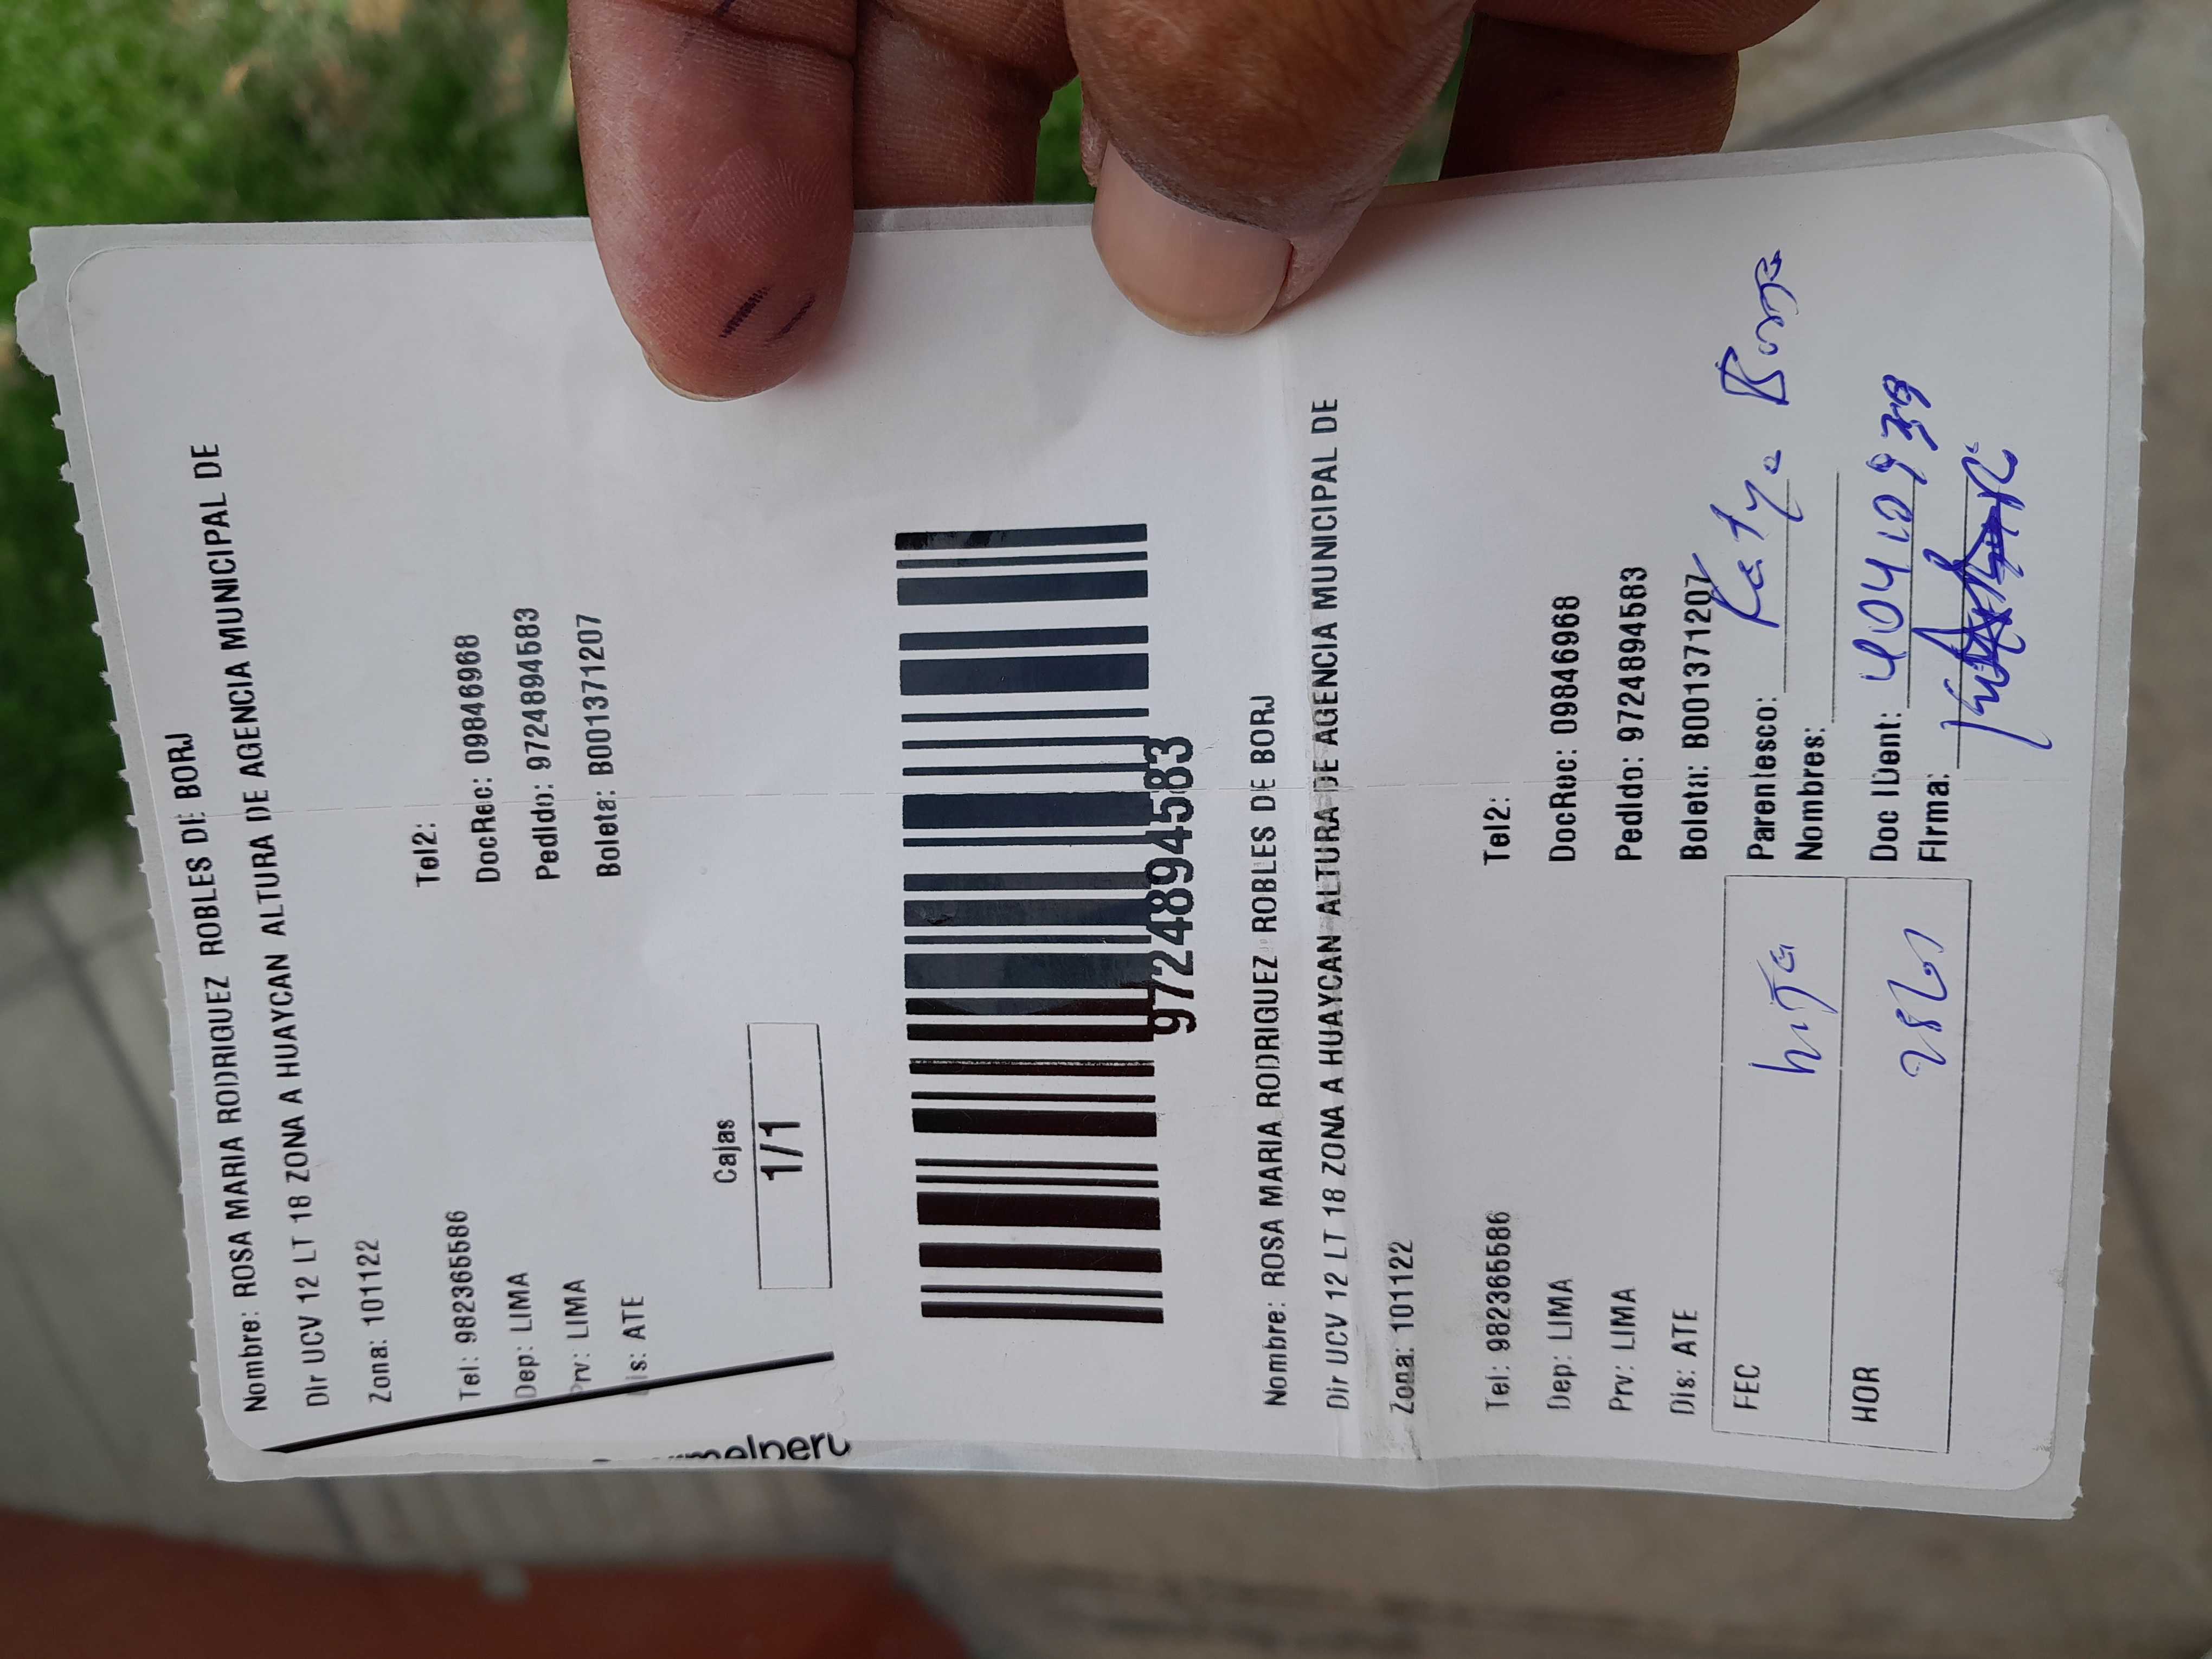 Nombre: ROSA MARIA RODRIGUEZ ROBLES DE BORJ
Dir UCV 12 LT 18 ZONA A HUAYCAN ALTURA DE AGENCIA MUNICIPAL DE
Zona: 101122
Tel: 982365586 Tel2:
Dep: LIMA DocRec: 09846968
Prv: LIMA Pedido: 9724894583
Dis: ATE Boleta: B001371207
Cajas
1/1
9724894583
Nombre: ROSA MARIA RODRIGUEZ ROBLES DE BORJ
Dir UCV 12 LT 18 ZONA A HUAYCAN ALTURA DE AGENCIA MUNICIPAL DE
Zona: 101122
Tel: 982365586 Tel2:
Dep: LIMA DocRec: 09846968
Prv: LIMA Pedido: 9724894583
Dis: ATE Boleta: B001371207
FEC hija Parentesco: Katya Borja
Nombres:
HOR Doc IDent:
Firma: